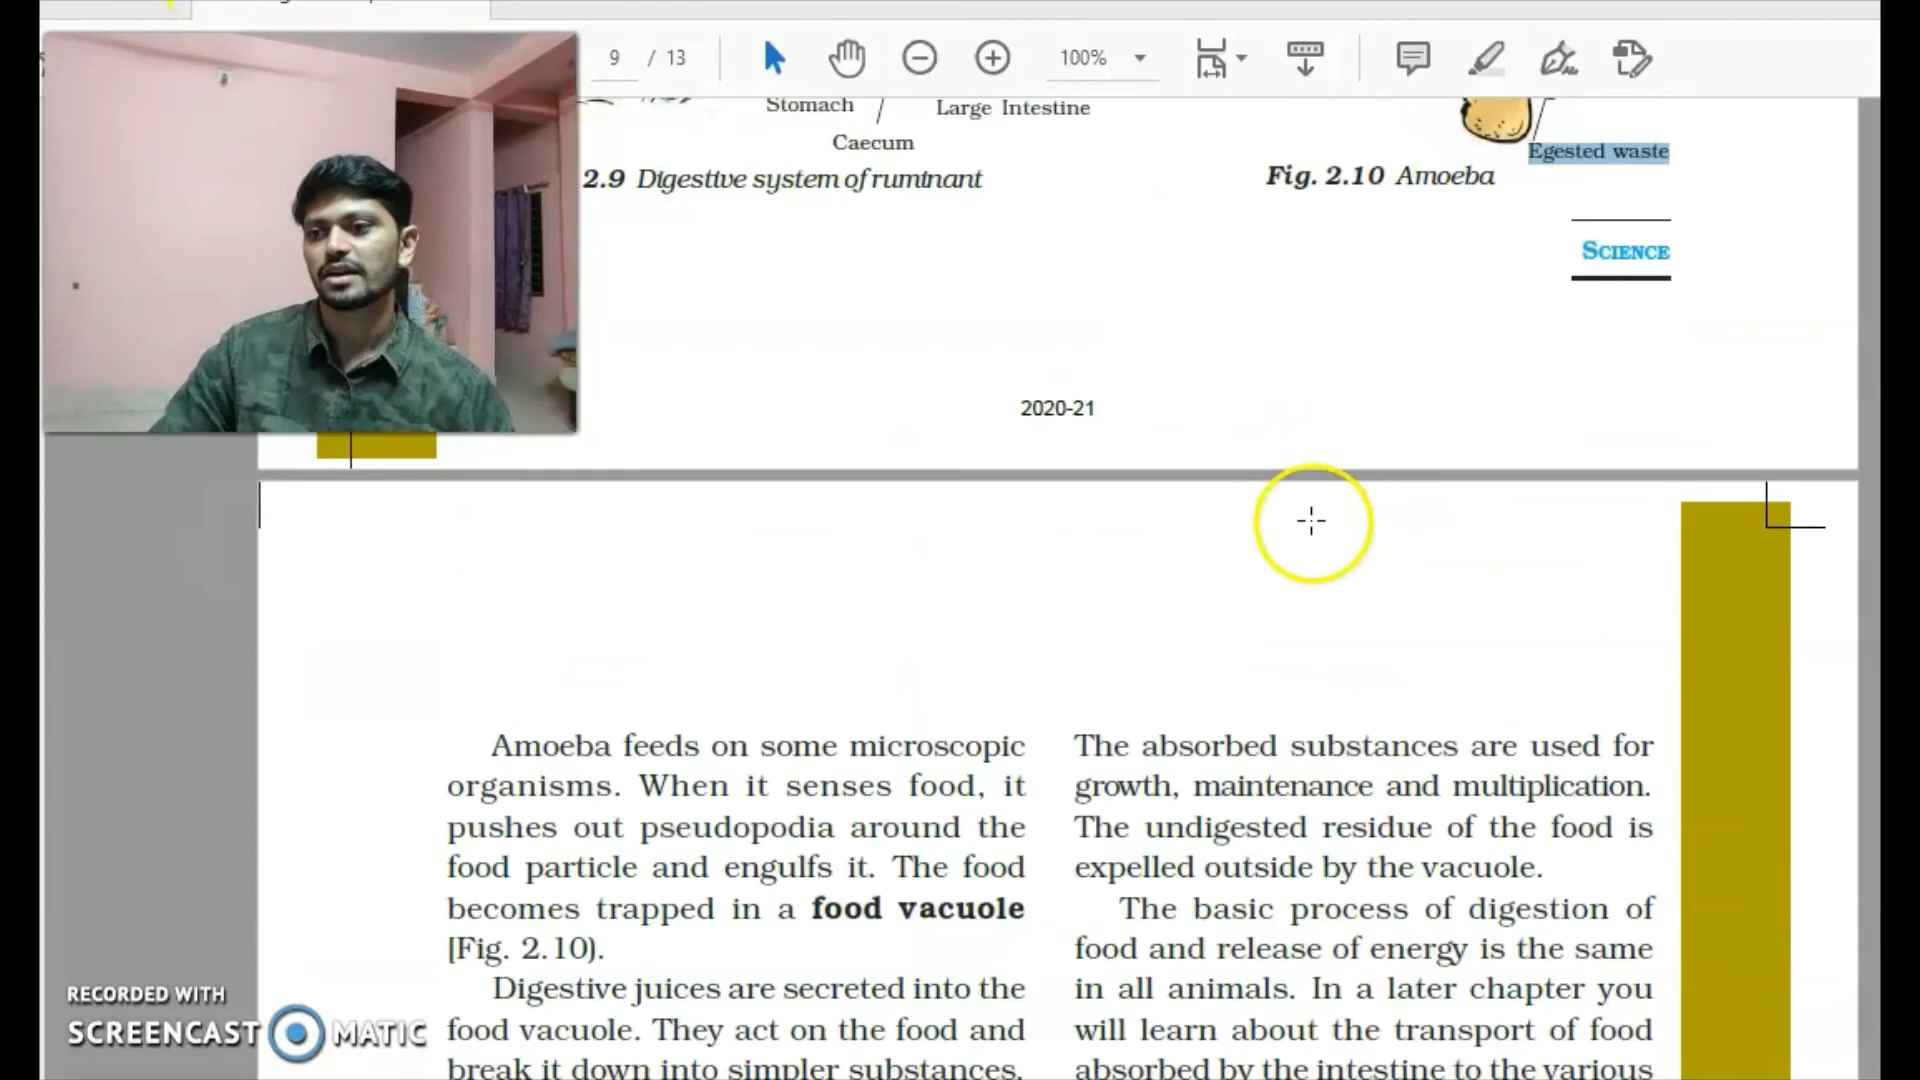 9 / 13
100%
Stomach
Large Intestine
Caecum
Egested waste
2.9 Digestive system of ruminant
Fig. 2.10 Amoeba
SCIENCE
2020-21
Amoeba feeds on some microscopic
organisms. When it senses food, it
pushes out pseudopodia around the
food particle and engulfs it. The food
becomes trapped in a food vacuole
[Fig. 2.10).
Digestive juices are secreted into the
food vacuole. They act on the food and
break it down into simpler substances.
The absorbed substances are used for
growth, maintenance and multiplication.
The undigested residue of the food is
expelled outside by the vacuole.
The basic process of digestion of
food and release of energy is the same
in all animals. In a later chapter you
will learn about the transport of food
absorbed by the intestine to the various
RECORDED WITH
SCREENCAST MATIC